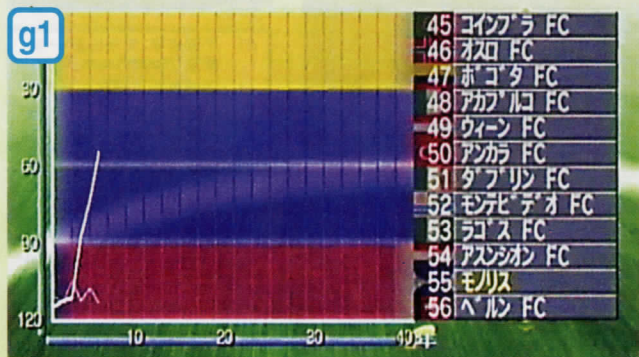 g1
30
60
90
120
10
20
30
40年
45 コインブラ FC
46 オスロ FC
47 ボゴタ FC
48 アカプルコ FC
49 ウィーン FC
50 アンカラ FC
51 ダブリン FC
52 モンテビデオ FC
53 ラゴス FC
54 アスンシオン FC
55 モノリス
56 ベルン FC